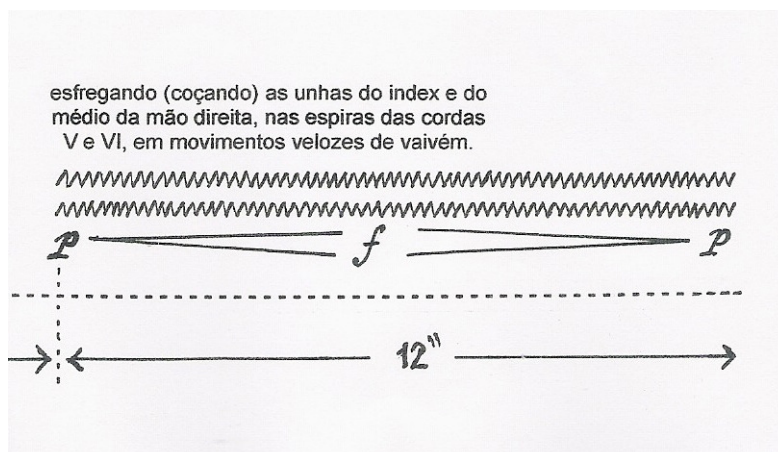 esfregando (coçando) as unhas do index e do
médio da mão direita, nas espiras das cordas
V e VI, em movimentos velozes de vaivém.
p f p
12"